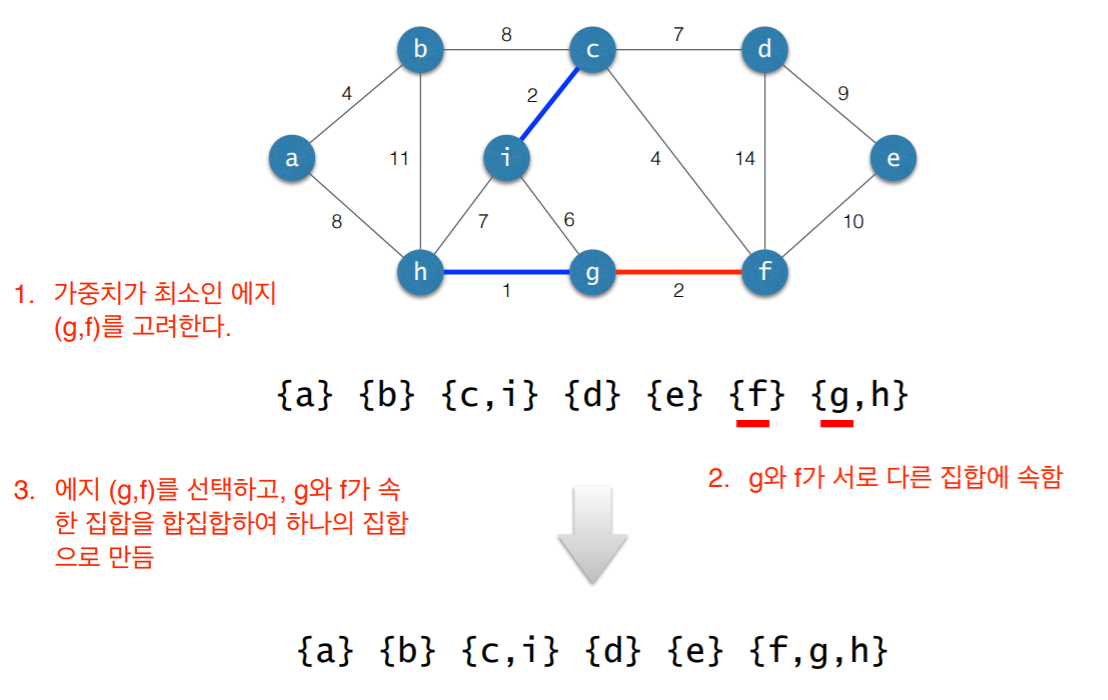 8
7
b
c
d
4
2
9
a
11
i
4
14
e
8
7
6
10
h
g
f
1
2
1. 가중치가 최소인 에지
(g,f)를 고려한다.
{a} {b} {c,i} {d} {e} {f} {g,h}
2. g와 f가 서로 다른 집합에 속함
3. 에지 (g,f)를 선택하고, g와 f가 속
한 집합을 합집합하여 하나의 집합
으로 만듬
{a} {b} {c,i} {d} {e} {f,g,h}